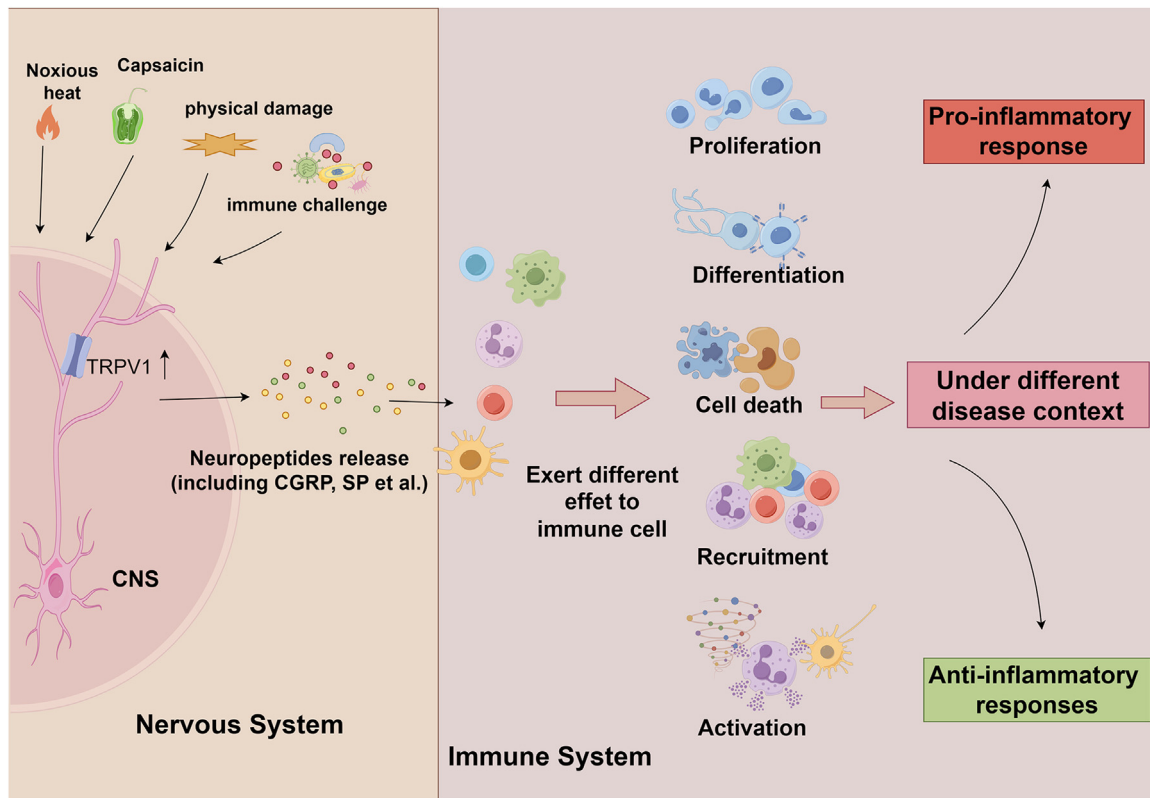 Noxious
heat
Capsaicin
physical damage
immune challenge
TRPV1
Neuropeptides release
(including CGRP, SP et al.)
CNS
Nervous System
Exert different
effet to
immune cell
Proliferation
Differentiation
Cell death
Recruitment
Activation
Immune System
Pro-inflammatory
response
Under different
disease context
Anti-inflammatory
responses